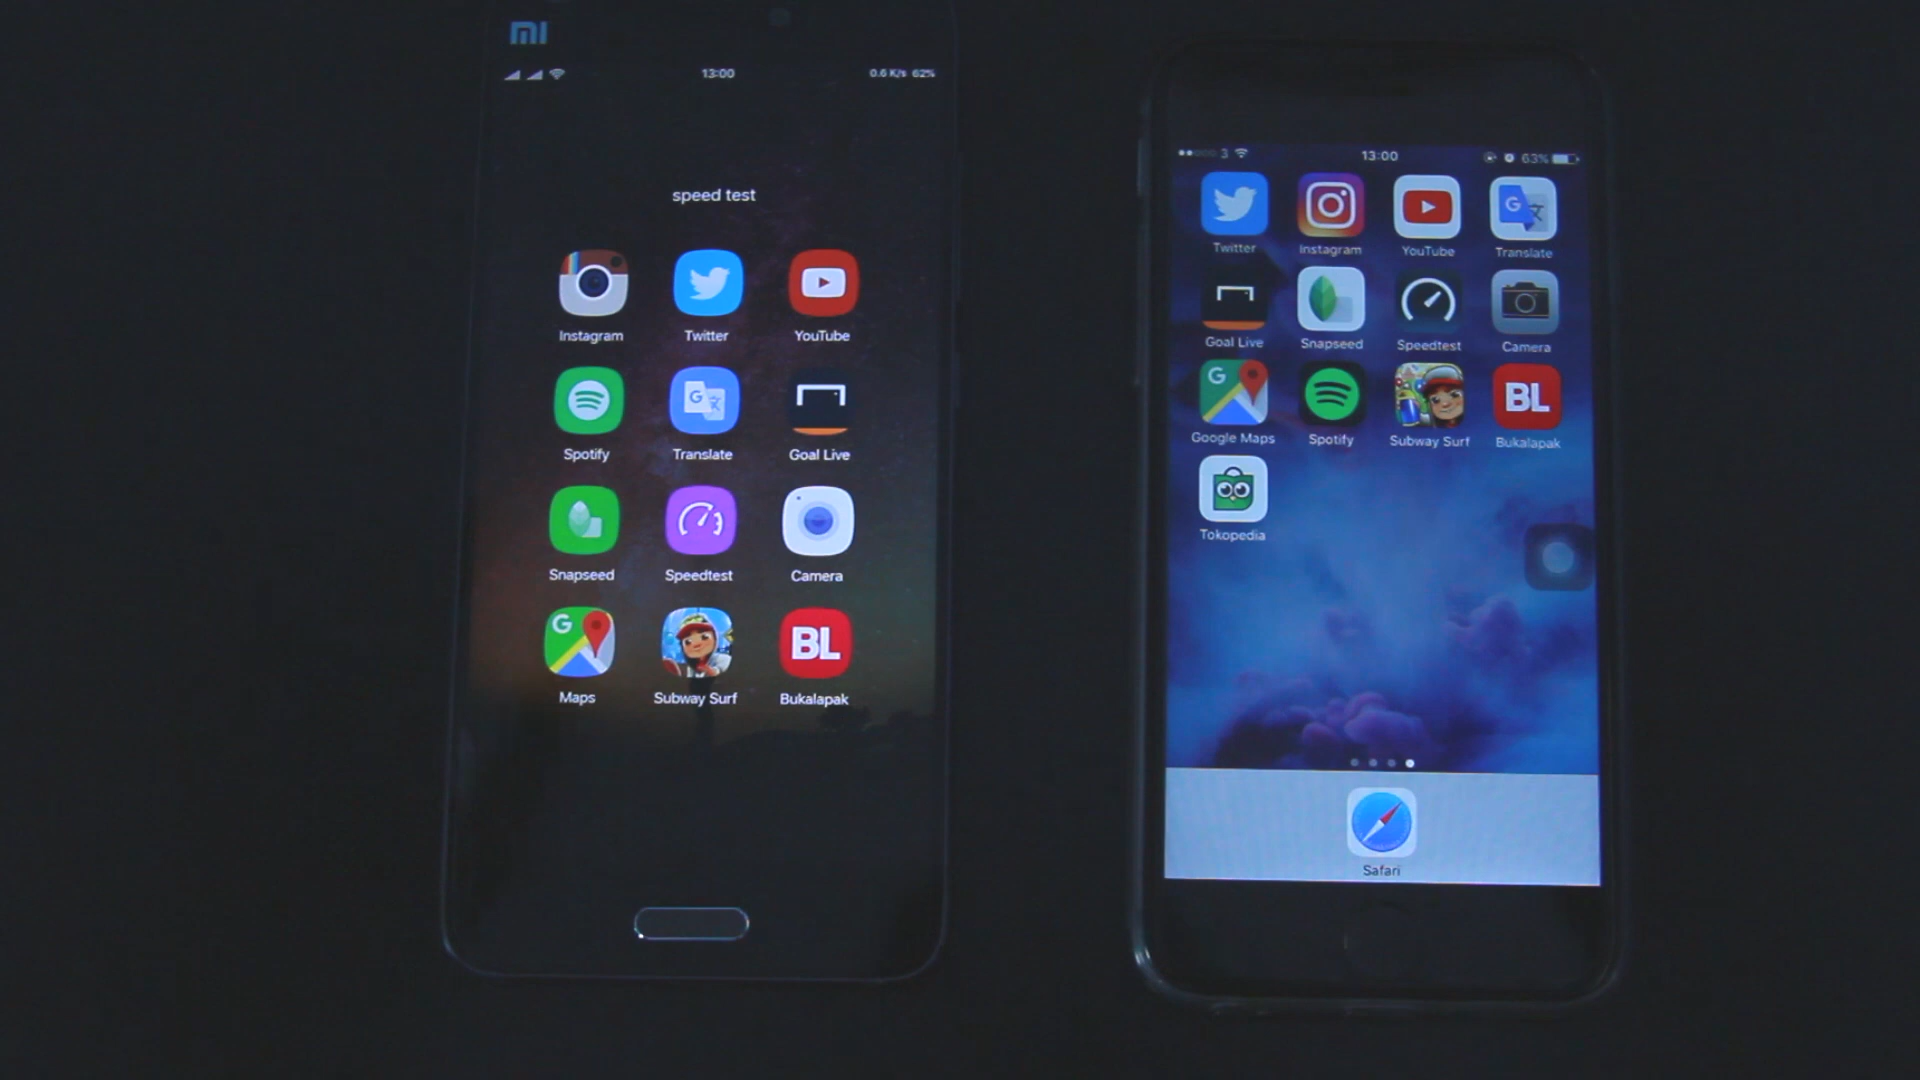 mi
13:00
0.6 K/s 62%
speed test
Instagram
Twitter
YouTube
G
Spotify
Translate
Goal Live
Snapseed
Speedtest
Camera
G
BL
Maps
Subway Surf
Bukalapak
3
13:00
63%
G
Twitter
Instagram
YouTube
Translate
Goal Live
Snapseed
Speedtest
Camera
G
BL
Google Maps
Spotify
Subway Surf
Bukalapak
Tokopedia
Safari